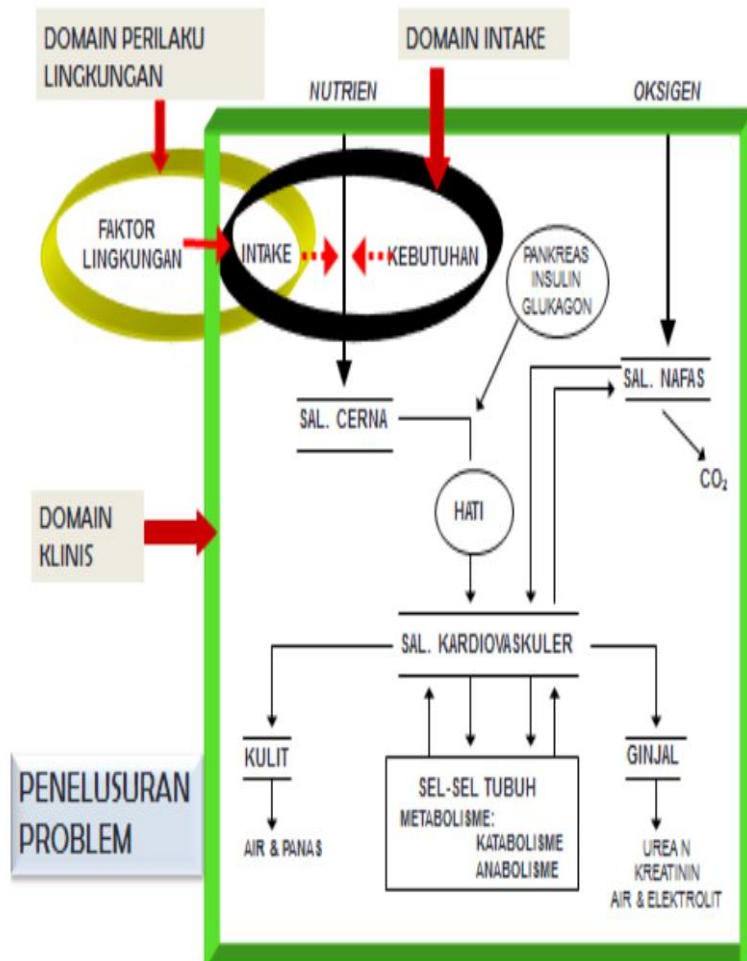 DOMAIN PERILAKU
LINGKUNGAN
DOMAIN INTAKE
NUTRIEN
OKSIGEN
FAKTOR
LINGKUNGAN
INTAKE
KEBUTUHAN
PANKREAS
INSULIN
GLUKAGON
SAL. NAFAS
SAL. CERNA
CO₂
DOMAIN
KLINIS
HATI
SAL. KARDIOVASKULER
KULIT
GINJAL
PENELUSURAN
PROBLEM
SEL-SEL TUBUH
METABOLISME:
KATABOLISME
ANABOLISME
AIR & PANAS
UREA N
KREATININ
AIR & ELEKTROLIT